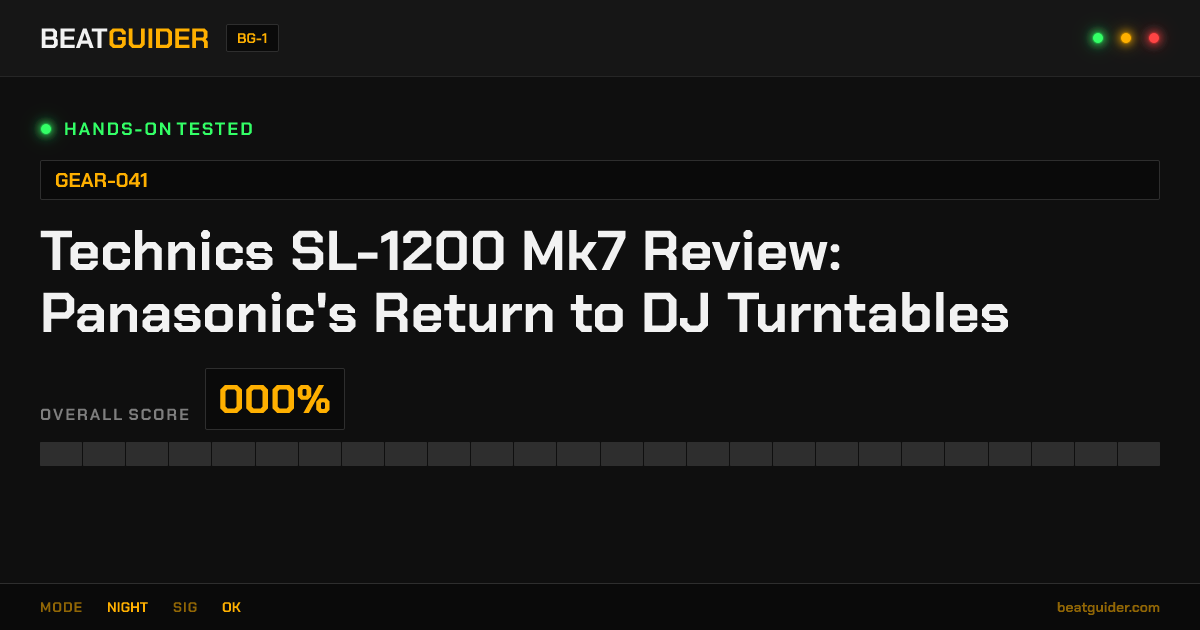 BEATGUIDER BG-1
HANDS-ON TESTED
GEAR-041
Technics SL-1200 Mk7 Review:
Panasonic's Return to DJ Turntables
OVERALL SCORE 000%
MODE NIGHT SIG OK beatguider.com